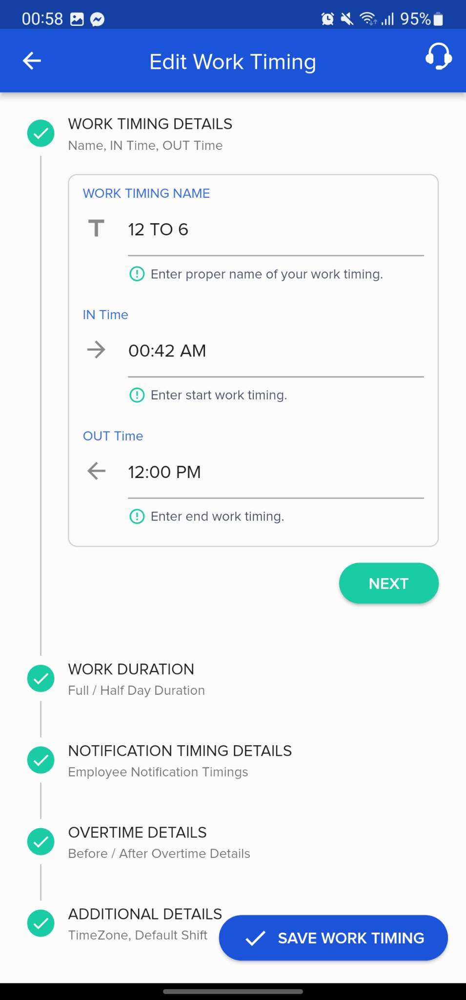 00:58
95%
Edit Work Timing
WORK TIMING DETAILS
Name, IN Time, OUT Time
WORK TIMING NAME
T 12 TO 6
Enter proper name of your work timing.
IN Time
00:42 AM
Enter start work timing.
OUT Time
12:00 PM
Enter end work timing.
NEXT
WORK DURATION
Full / Half Day Duration
NOTIFICATION TIMING DETAILS
Employee Notification Timings
OVERTIME DETAILS
Before / After Overtime Details
ADDITIONAL DETAILS
TimeZone, Default Shift
SAVE WORK TIMING